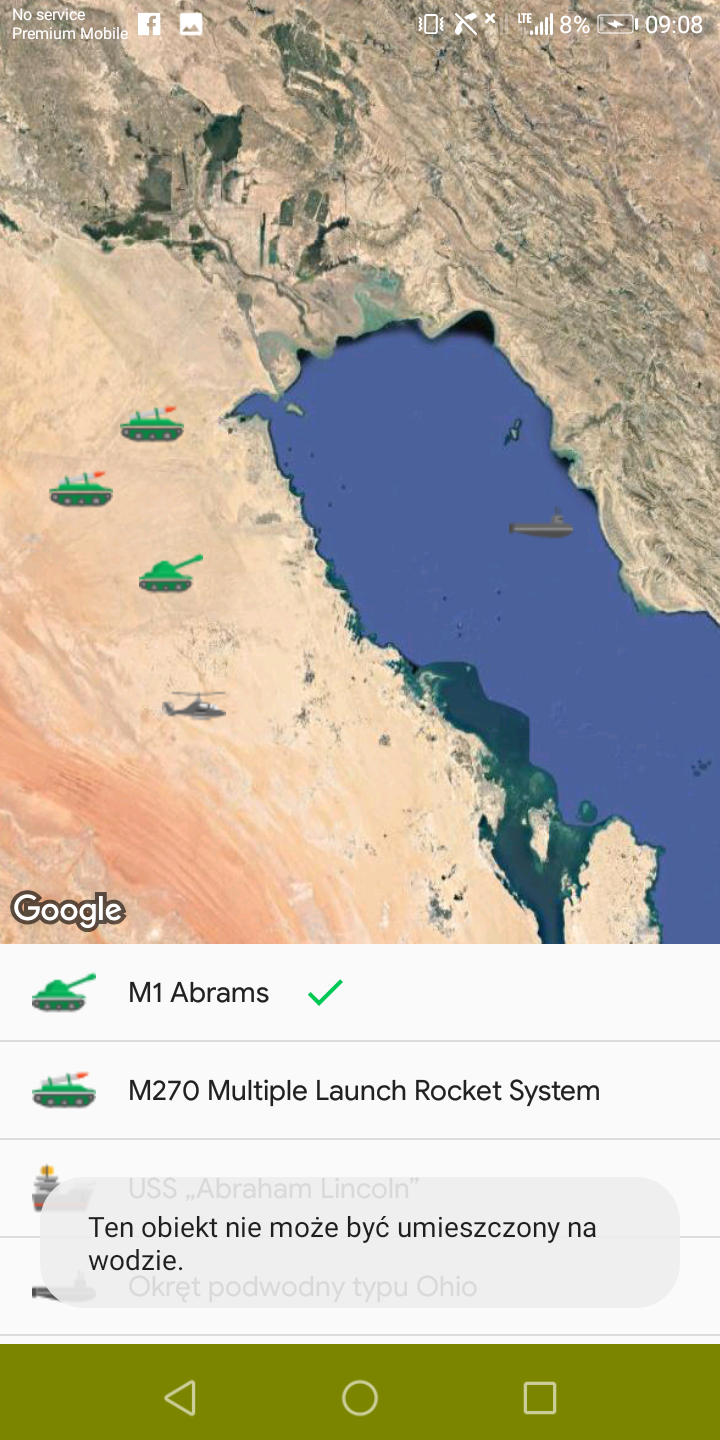 No service
Premium Mobile
LTE 8% 09:08
Google
M1 Abrams
M270 Multiple Launch Rocket System
USS „Abraham Lincoln”
Ten obiekt nie może być umieszczony na
wodzie.
Okręt podwodny typu Ohio